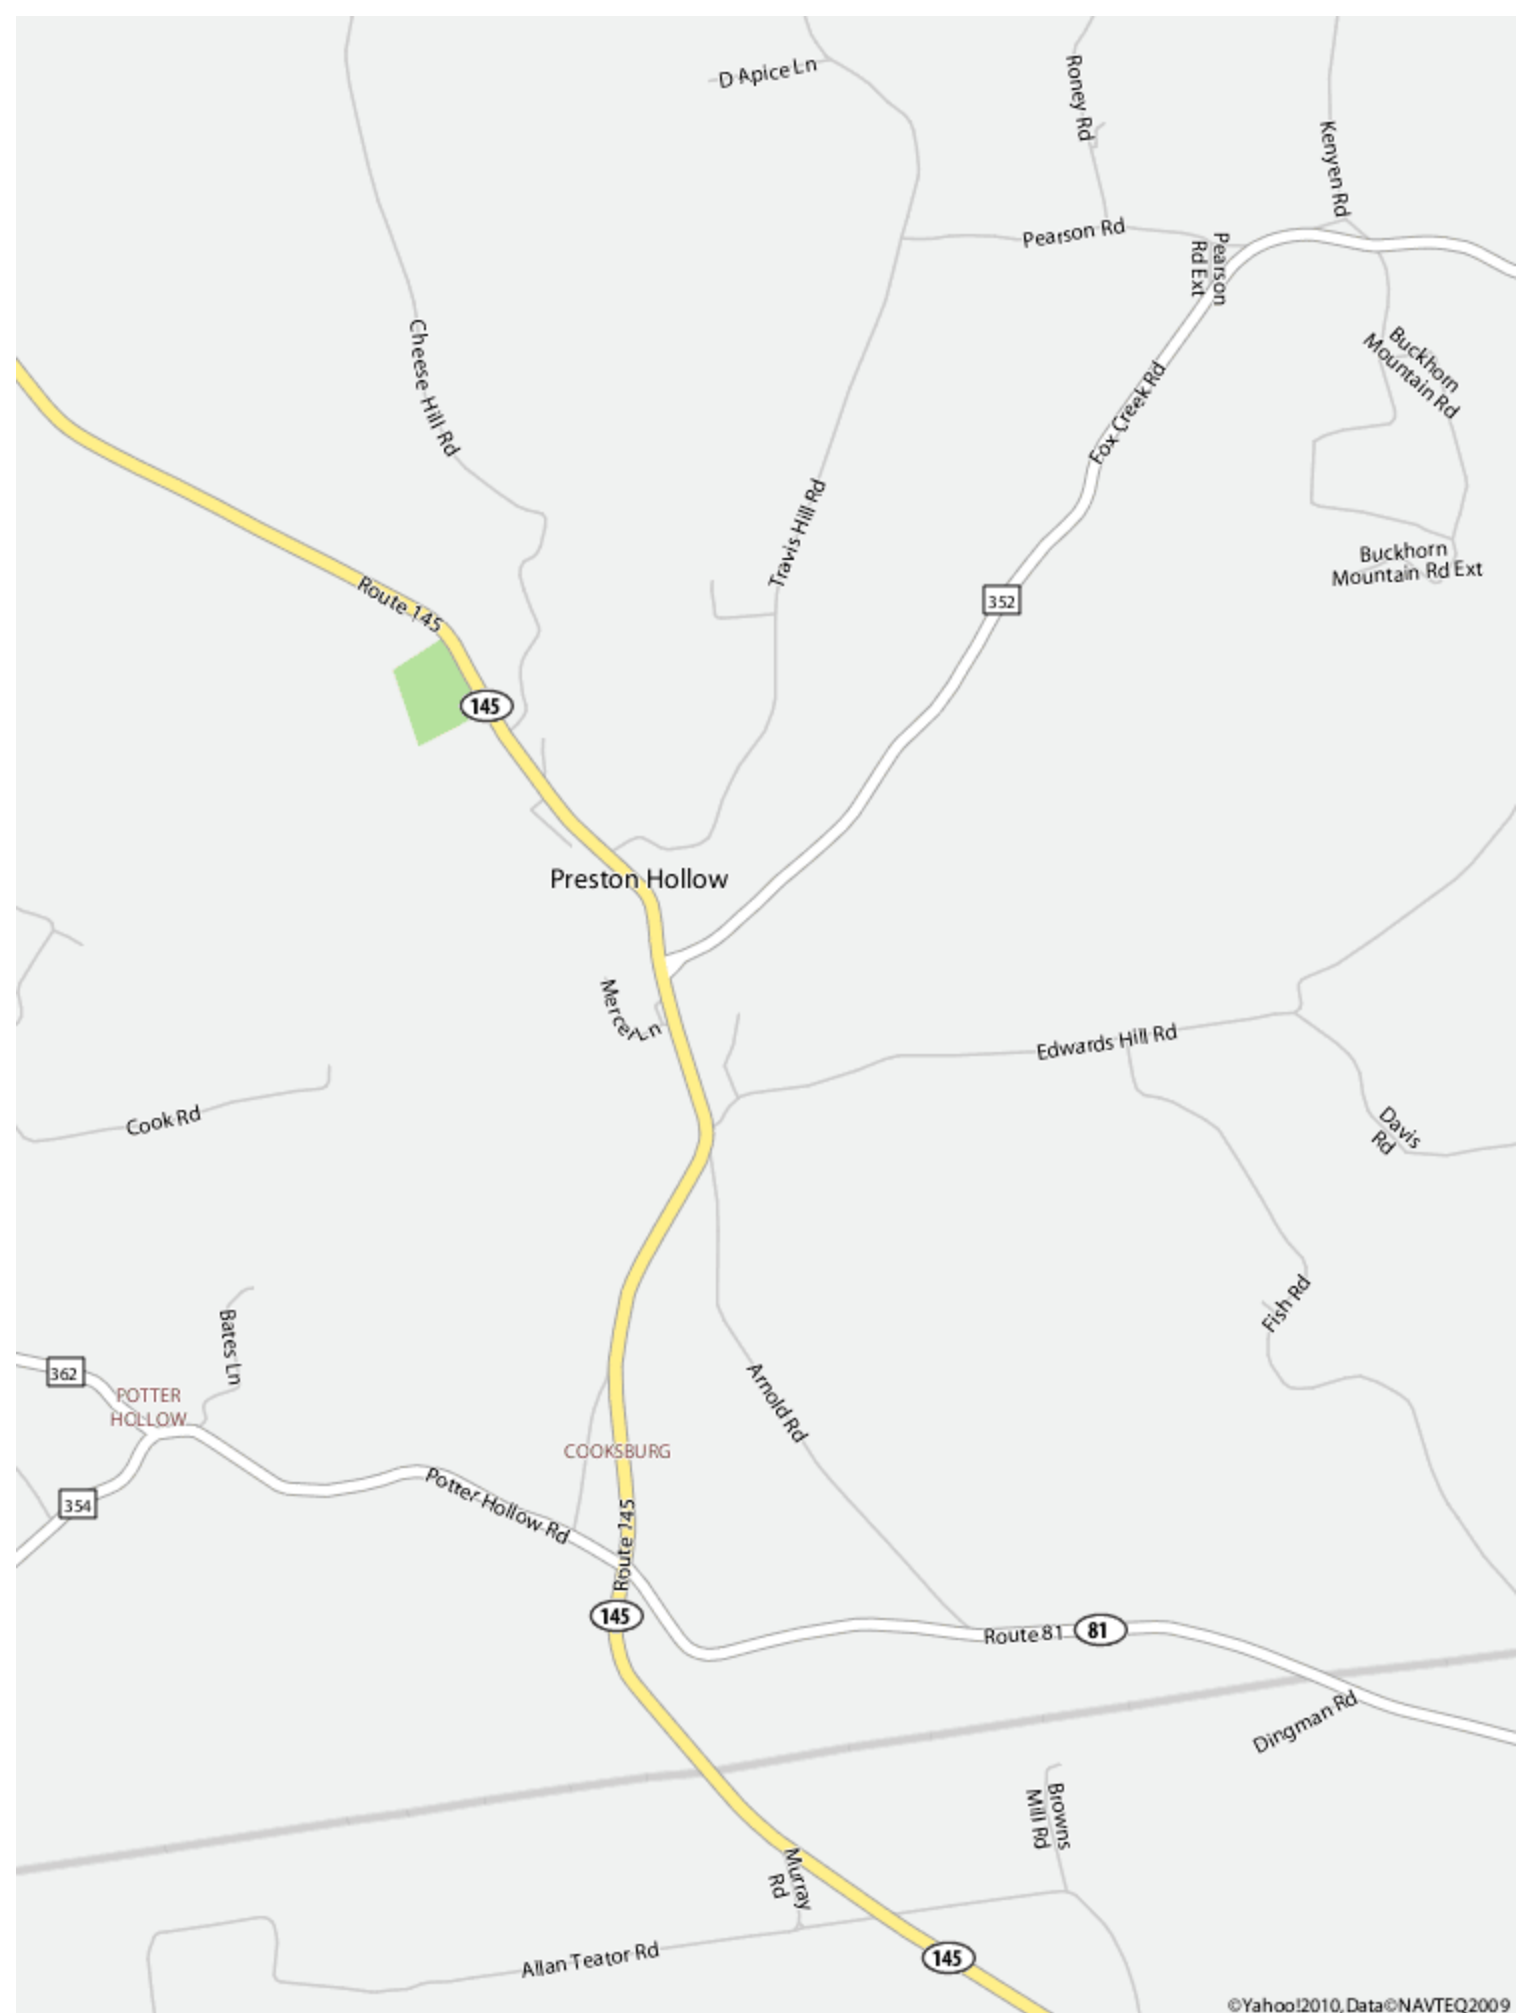 D Apice Ln
Roney Rd
Kenyen Rd
Pearson Rd
Pearson
Rd Ext
Cheese Hill Rd
Buckhorn
Mountain Rd
Fox Creek Rd
Travis Hill Rd
Buckhorn
Mountain Rd Ext
352
Route 145
145
Preston Hollow
Mercer Ln
Edwards Hill Rd
Cook Rd
Davis
Rd
Fish Rd
Bates Ln
362
POTTER
HOLLOW
Arnold Rd
COOKSBURG
354
Potter Hollow Rd
Route 145
145
Route 81
81
Dingman Rd
Browns
Mill Rd
Murray
Rd
Allan Teator Rd
145
©Yahoo!2010, Data©NAVTEQ2009